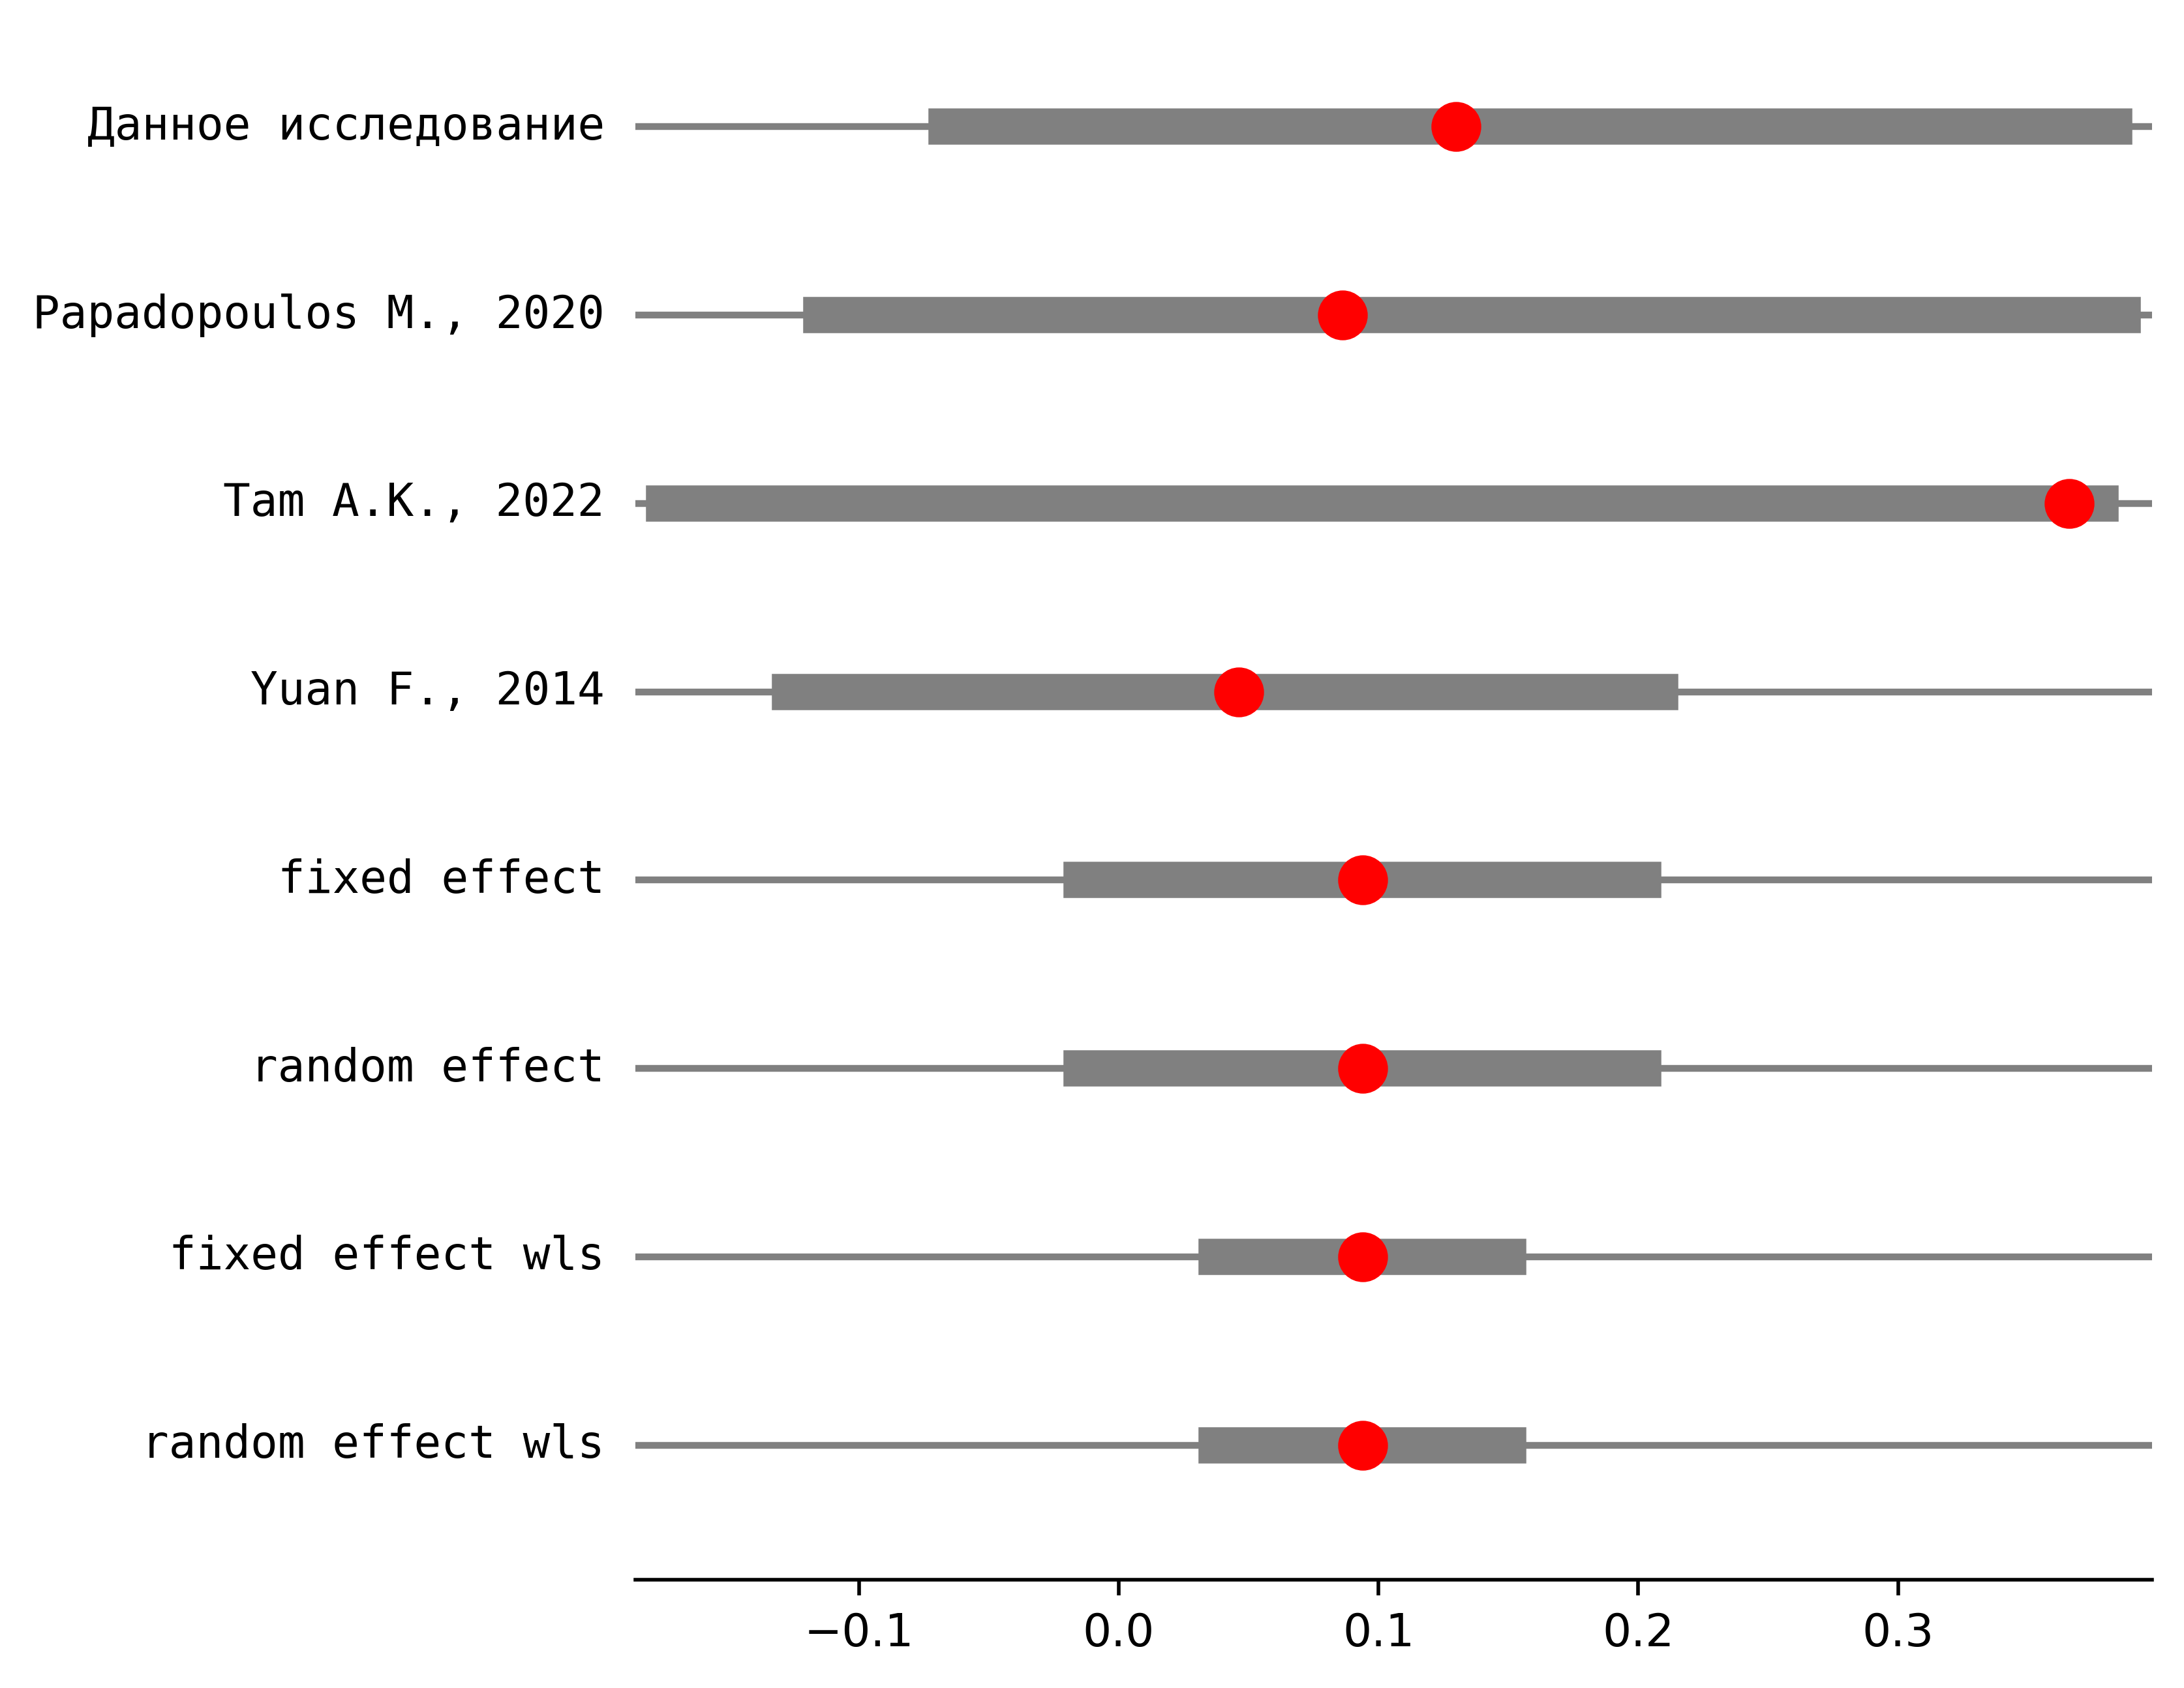 Данное исследование
Papadopoulos M., 2020
Tam A.K., 2022
Yuan F., 2014
fixed effect
random effect
fixed effect wls
random effect wls
−0.1 0.0 0.1 0.2 0.3